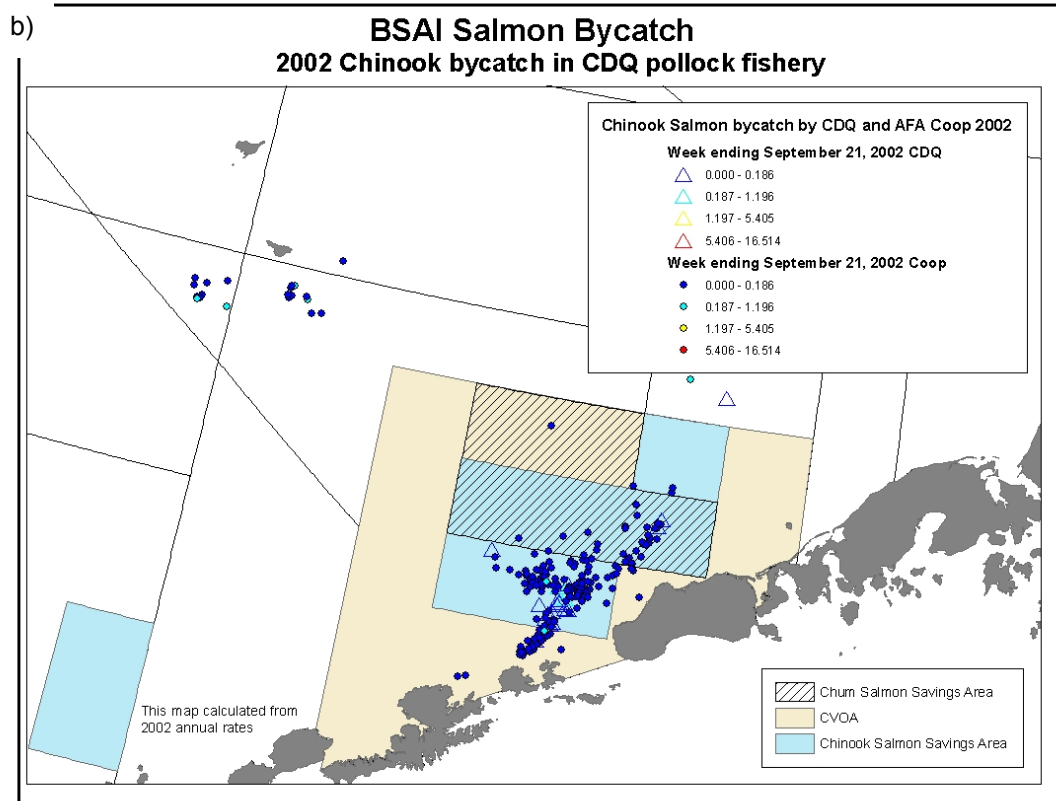 b)
BSAI Salmon Bycatch
2002 Chinook bycatch in CDQ pollock fishery
Chinook Salmon bycatch by CDQ and AFA Coop 2002
Week ending September 21, 2002 CDQ
0.000 - 0.186
0.187 - 1.196
1.197 - 5.405
5.406 - 16.514
Week ending September 21, 2002 Coop
0.000 - 0.186
0.187 - 1.196
1.197 - 5.405
5.406 - 16.514
This map calculated from
2002 annual rates
Chum Salmon Savings Area
CVOA
Chinook Salmon Savings Area